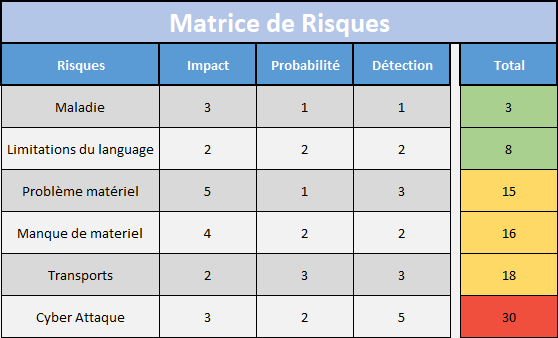 Matrice de Risques
Risques Impact Probabilité Détection Total
Maladie 3 1 1 3
Limitations du language 2 2 2 8
Problème matériel 5 1 3 15
Manque de materiel 4 2 2 16
Transports 2 3 3 18
Cyber Attaque 3 2 5 30